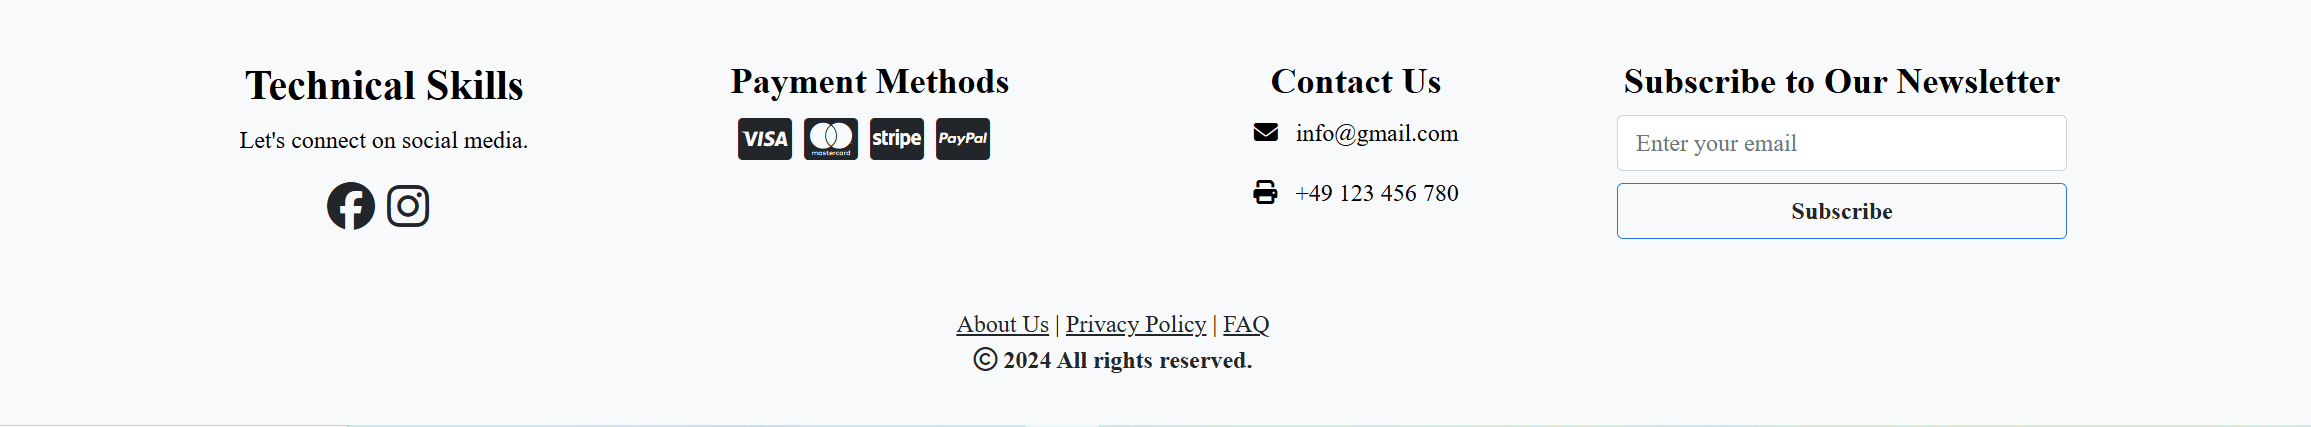 Technical Skills
Let's connect on social media.
Payment Methods
VISA mastercard stripe PayPal
Contact Us
info@gmail.com
+49 123 456 780
Subscribe to Our Newsletter
Enter your email
Subscribe
About Us | Privacy Policy | FAQ
© 2024 All rights reserved.